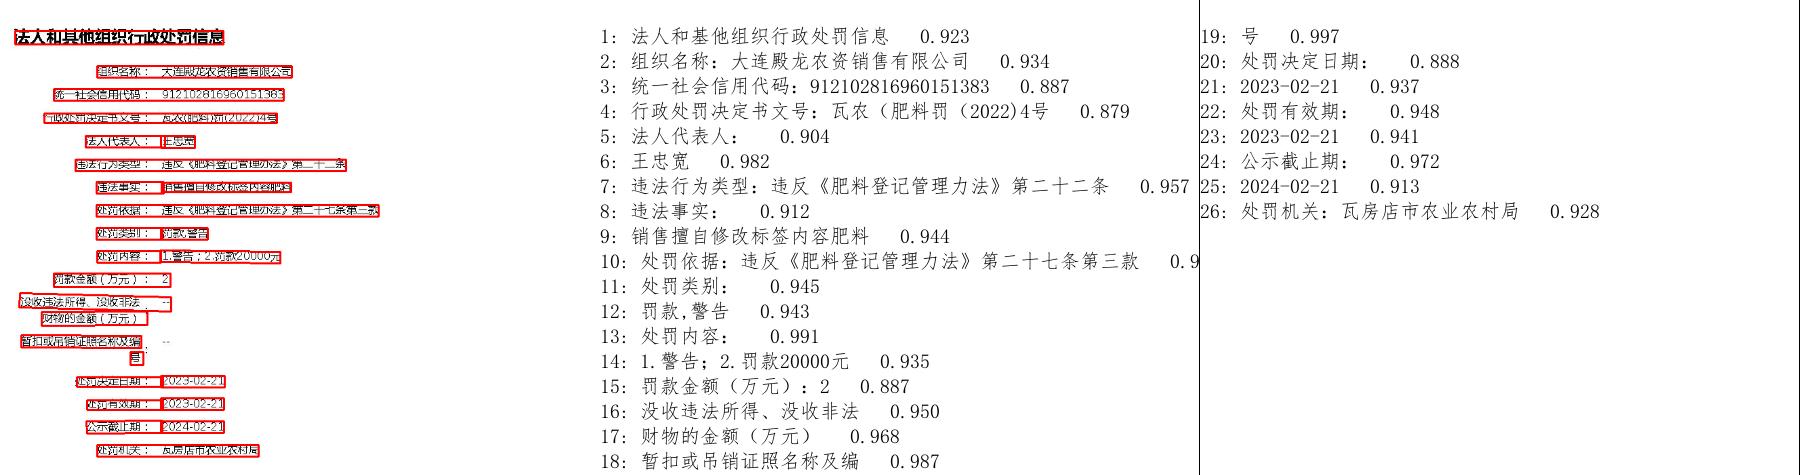 法人和其他组织行政处罚信息
组织名称： 大连殿龙农资销售有限公司
统一社会信用代码： 912102816960151383
行政处罚决定书文号： 瓦农(肥料)罚(2022)4号
法人代表人： 王忠宽
违法行为类型： 违反《肥料登记管理办法》第二十二条
违法事实： 销售擅自修改标签内容肥料
处罚依据： 违反《肥料登记管理办法》第二十七条第三款
处罚类别： 罚款,警告
处罚内容： 1.警告；2.罚款20000元
罚款金额（万元）： 2
没收违法所得、没收非法 --
财物的金额（万元） ：
暂扣或吊销证照名称及编 --
号 ：
处罚决定日期： 2023-02-21
处罚有效期： 2023-02-21
公示截止期： 2024-02-21
处罚机关： 瓦房店市农业农村局
1: 法人和基他组织行政处罚信息 0.923
2: 组织名称：大连殿龙农资销售有限公司 0.934
3: 统一社会信用代码：912102816960151383 0.887
4: 行政处罚决定书文号：瓦农（肥料罚（2022)4号 0.879
5: 法人代表人： 0.904
6: 王忠宽 0.982
7: 违法行为类型：违反《肥料登记管理力法》第二十二条 0.957
8: 违法事实： 0.912
9: 销售擅自修改标签内容肥料 0.944
10: 处罚依据：违反《肥料登记管理力法》第二十七条第三款 0.9
11: 处罚类别： 0.945
12: 罚款,警告 0.943
13: 处罚内容： 0.991
14: 1.警告；2.罚款20000元 0.935
15: 罚款金额（万元）：2 0.887
16: 没收违法所得、没收非法 0.950
17: 财物的金额（万元） 0.968
18: 暂扣或吊销证照名称及编 0.987
19: 号 0.997
20: 处罚决定日期： 0.888
21: 2023-02-21 0.937
22: 处罚有效期： 0.948
23: 2023-02-21 0.941
24: 公示截止期： 0.972
25: 2024-02-21 0.913
26: 处罚机关：瓦房店市农业农村局 0.928